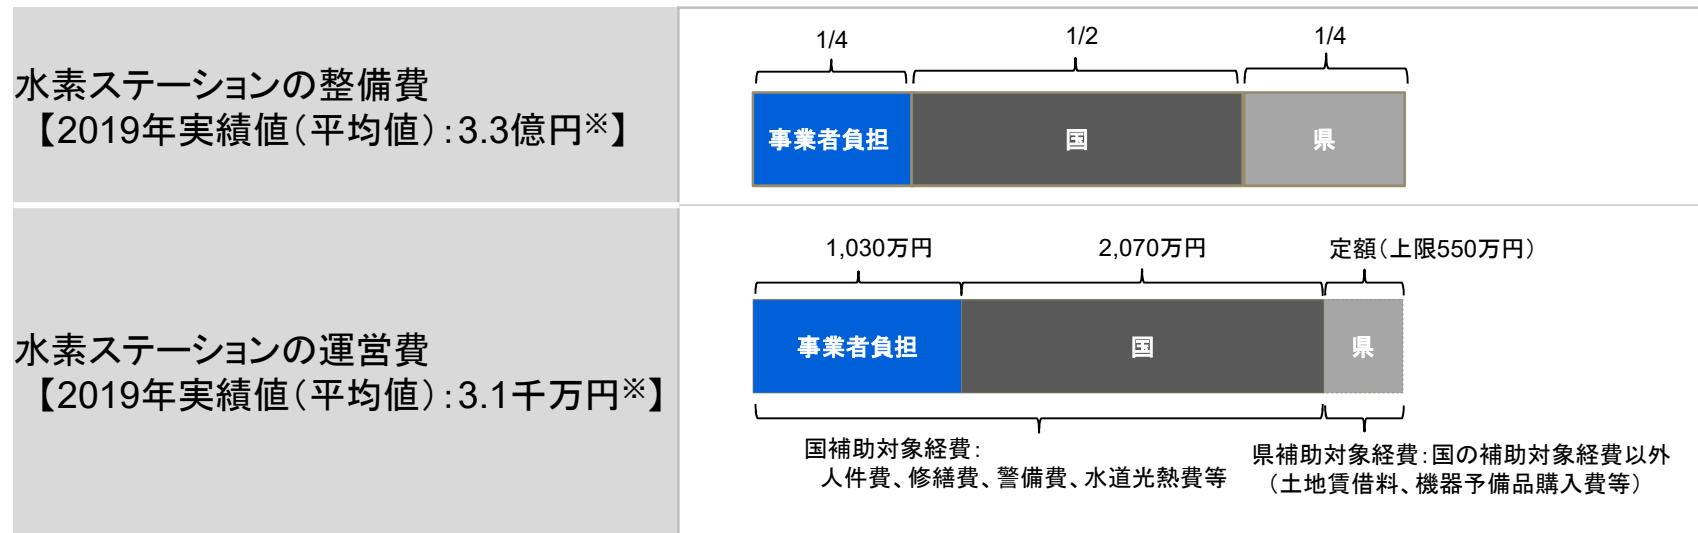 水素ステーションの整備費
【2019年実績値(平均値):3.3億円※】
1/4
1/2
1/4
事業者負担
国
県
水素ステーションの運営費
【2019年実績値(平均値):3.1千万円※】
1,030万円
2,070万円
定額(上限550万円)
事業者負担
国
県
国補助対象経費:
人件費、修繕費、警備費、水道光熱費等
県補助対象経費:国の補助対象経費以外
(土地賃借料、機器予備品購入費等)